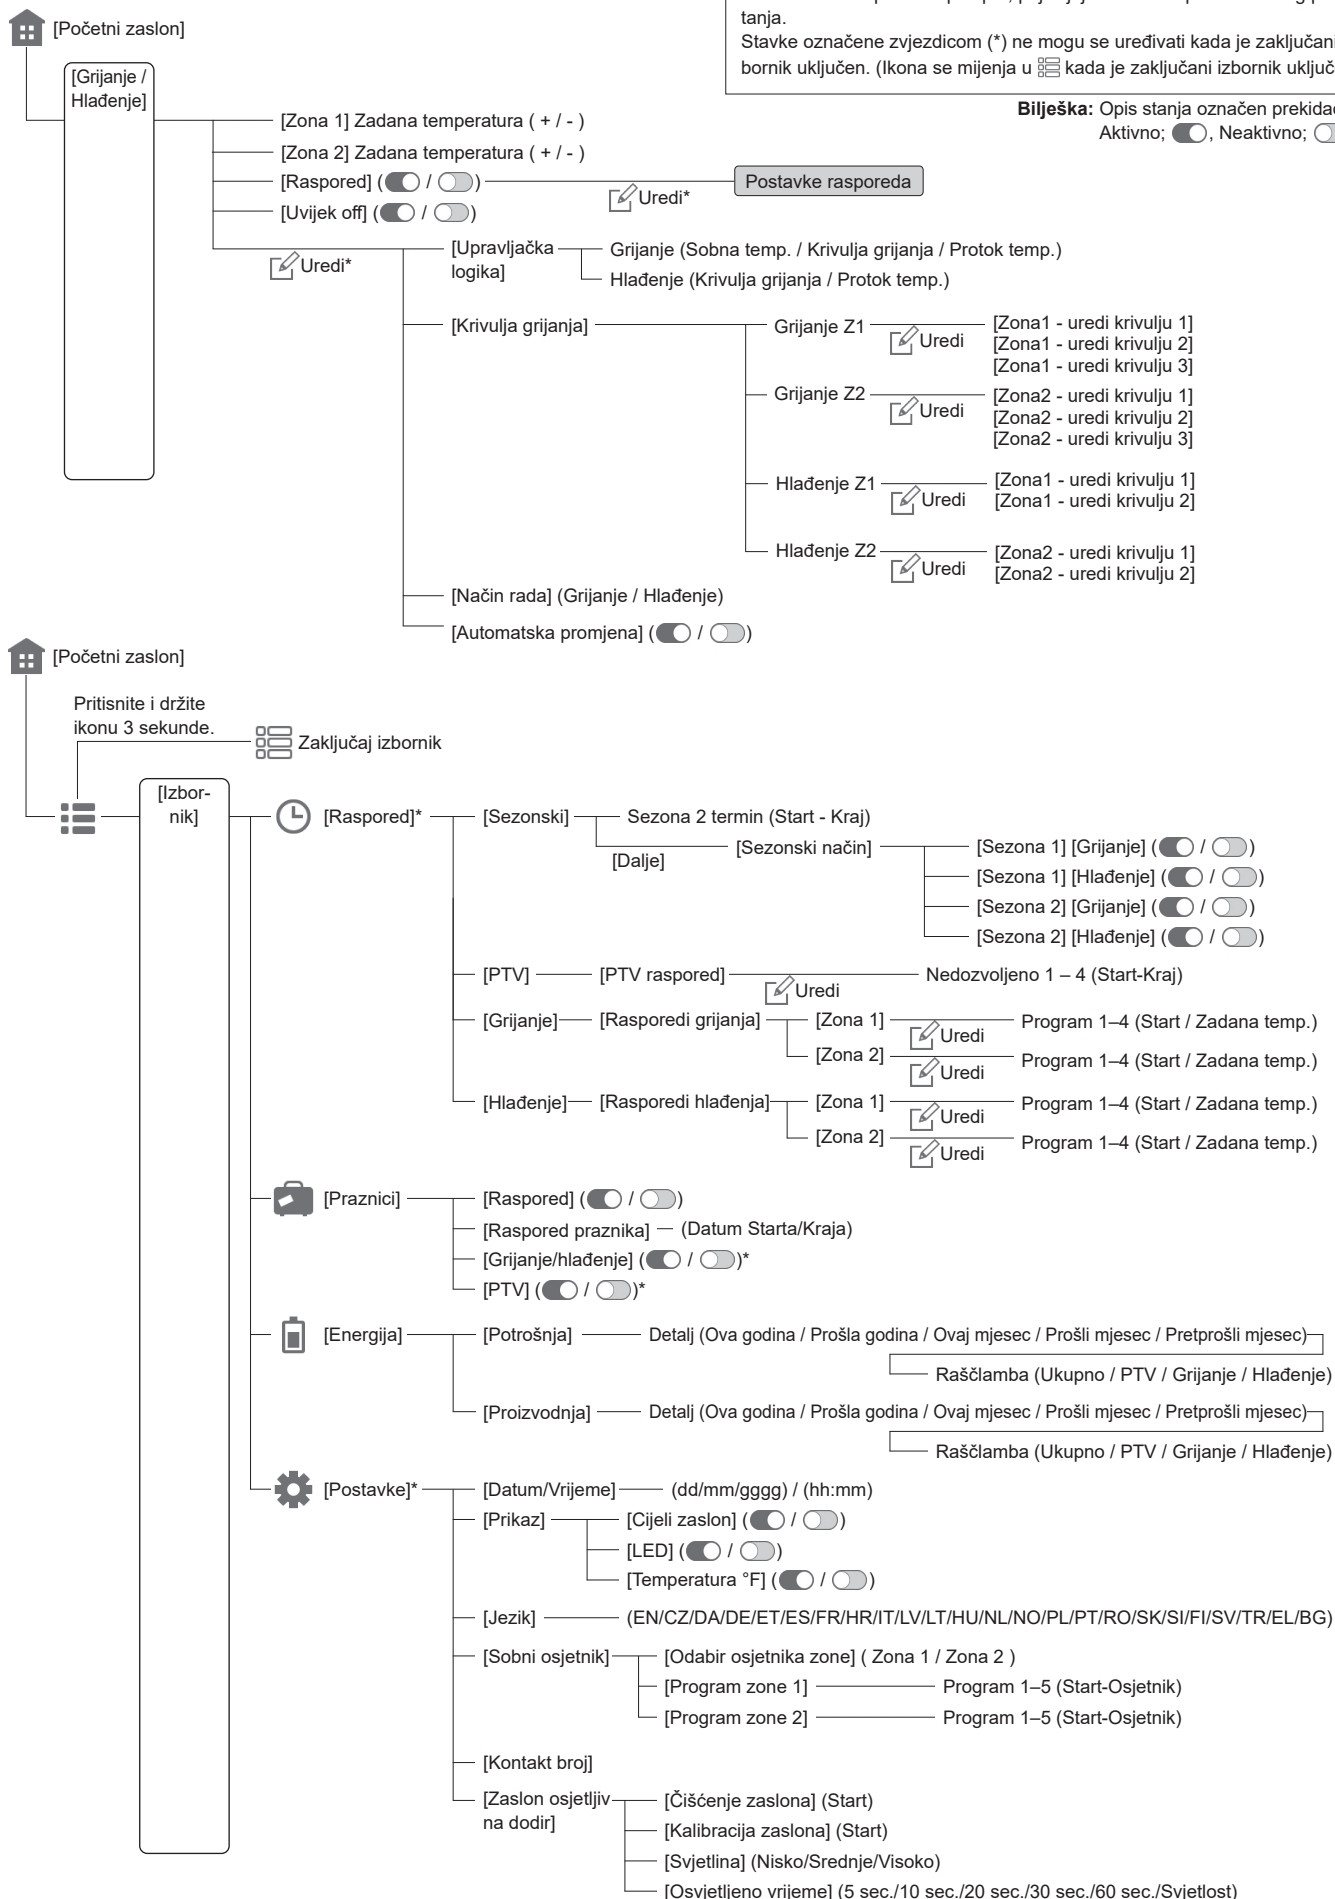 tanja.
Stavke označene zvjezdicom (*) ne mogu se uređivati kada je zaključani
bornik uključen. (Ikona se mijenja u kada je zaključani izbornik
Bilješka: Opis stanja označen
Aktivno; , Neaktivno;
[Početni zaslon]
[Grijanje /
Hlađenje]
[Zona 1] Zadana temperatura ( + / - )
[Zona 2] Zadana temperatura ( + / - )
[Raspored] ( / )
Uredi*
Postavke rasporeda
[Uvijek off] ( / )
Uredi*
[Upravljačka
logika]
Grijanje (Sobna temp. / Krivulja grijanja / Protok temp.)
Hlađenje (Krivulja grijanja / Protok temp.)
[Krivulja grijanja]
Grijanje Z1
Uredi
[Zona1 - uredi krivulju 1]
[Zona1 - uredi krivulju 2]
[Zona1 - uredi krivulju 3]
Grijanje Z2
Uredi
[Zona2 - uredi krivulju 1]
[Zona2 - uredi krivulju 2]
[Zona2 - uredi krivulju 3]
Hlađenje Z1
Uredi
[Zona1 - uredi krivulju 1]
[Zona1 - uredi krivulju 2]
Hlađenje Z2
Uredi
[Zona2 - uredi krivulju 1]
[Zona2 - uredi krivulju 2]
[Način rada] (Grijanje / Hlađenje)
[Automatska promjena] ( / )
[Početni zaslon]
Pritisnite i držite
ikonu 3 sekunde.
Zaključaj izbornik
[Izbor-
nik]
[Raspored]*
[Sezonski]
Sezona 2 termin (Start - Kraj)
[Dalje]
[Sezonski način]
[Sezona 1] [Grijanje] ( / )
[Sezona 1] [Hlađenje] ( / )
[Sezona 2] [Grijanje] ( / )
[Sezona 2] [Hlađenje] ( / )
[PTV]
[PTV raspored]
Uredi
Nedozvoljeno 1 – 4 (Start-Kraj)
[Grijanje]
[Rasporedi grijanja]
[Zona 1]
Uredi
Program 1–4 (Start / Zadana temp.)
[Zona 2]
Uredi
Program 1–4 (Start / Zadana temp.)
[Hlađenje]
[Rasporedi hlađenja]
[Zona 1]
Uredi
Program 1–4 (Start / Zadana temp.)
[Zona 2]
Uredi
Program 1–4 (Start / Zadana temp.)
[Praznici]
[Raspored] ( / )
[Raspored praznika]
(Datum Starta/Kraja)
[Grijanje/hlađenje] ( / )*
[PTV] ( / )*
[Energija]
[Potrošnja]
Detalj (Ova godina / Prošla godina / Ovaj mjesec / Prošli mjesec / Pretprošli mjesec)
Raščlamba (Ukupno / PTV / Grijanje / Hlađenje)
[Proizvodnja]
Detalj (Ova godina / Prošla godina / Ovaj mjesec / Prošli mjesec / Pretprošli mjesec)
Raščlamba (Ukupno / PTV / Grijanje / Hlađenje)
[Postavke]*
[Datum/Vrijeme]
(dd/mm/gggg) / (hh:mm)
[Prikaz]
[Cijeli zaslon] ( / )
[LED] ( / )
[Temperatura °F] ( / )
[Jezik]
(EN/CZ/DA/DE/ET/ES/FR/HR/IT/LV/LT/HU/NL/NO/PL/PT/RO/SK/SI/FI/SV/TR/EL/BG)
[Sobni osjetnik]
[Odabir osjetnika zone] ( Zona 1 / Zona 2 )
[Program zone 1]
Program 1–5 (Start-Osjetnik)
[Program zone 2]
Program 1–5 (Start-Osjetnik)
[Kontakt broj]
[Zaslon osjetljiv
na dodir]
[Čišćenje zaslona] (Start)
[Kalibracija zaslona] (Start)
[Svjetlina] (Nisko/Srednje/Visoko)
[Osvjetljeno vrijeme] (5 sec./10 sec./20 sec./30 sec./60 sec./Svjetlost)